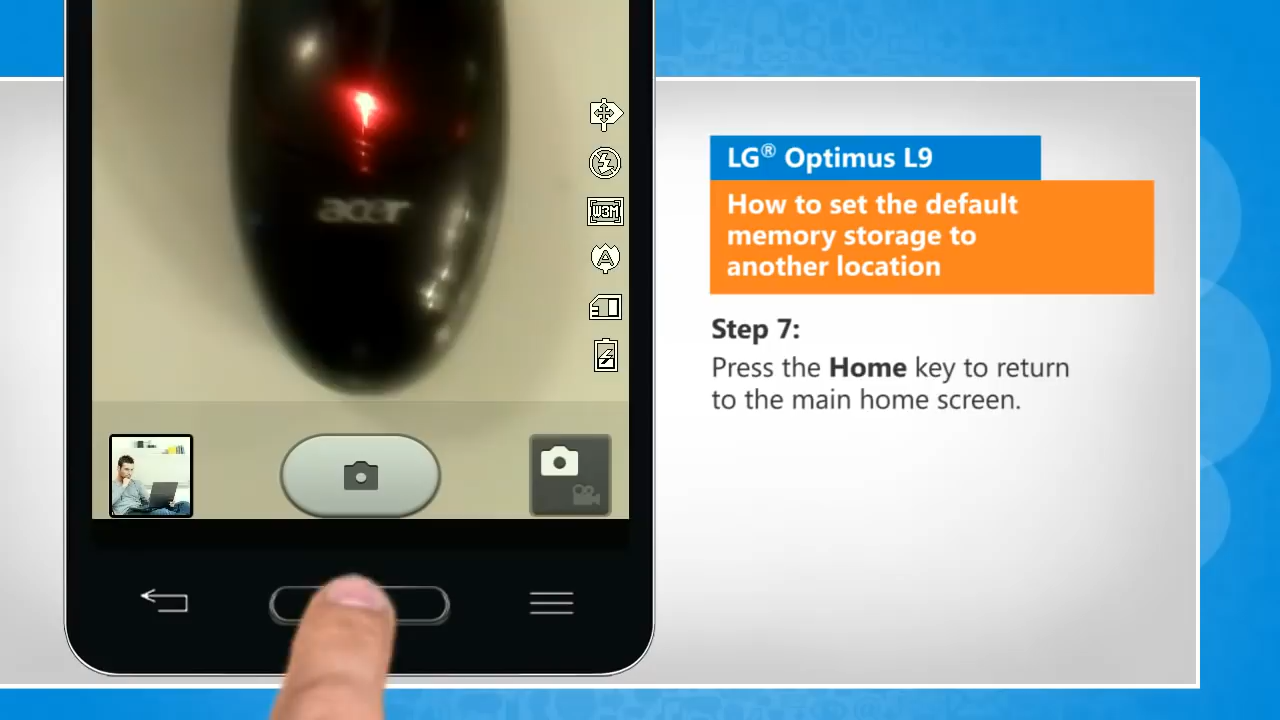 acer
W3M
A
LG® Optimus L9
How to set the default
memory storage to
another location
Step 7:
Press the Home key to return
to the main home screen.